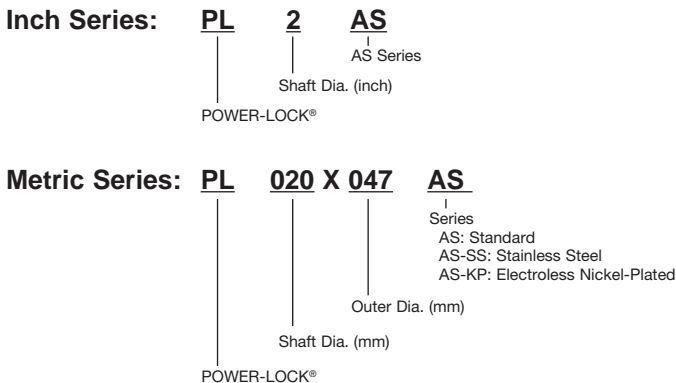 Inch Series: PL 2 AS
AS Series
Shaft Dia. (inch)
POWER-LOCK®
Metric Series: PL 020 X 047 AS
Series
AS: Standard
AS-SS: Stainless Steel
AS-KP: Electroless Nickel-Plated
Outer Dia. (mm)
Shaft Dia. (mm)
POWER-LOCK®